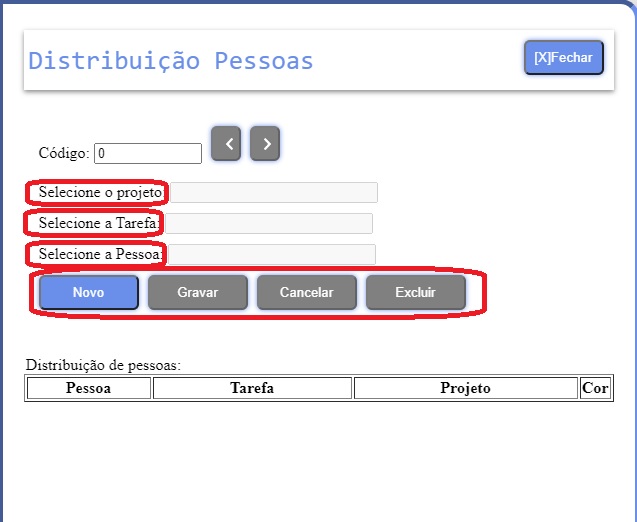 Distribuição Pessoas
[X]Fechar
Código: 0
< >
Selecione o projeto:
Selecione a Tarefa:
Selecione a Pessoa:
Novo Gravar Cancelar Excluir
Distribuição de pessoas:
Pessoa Tarefa Projeto Cor